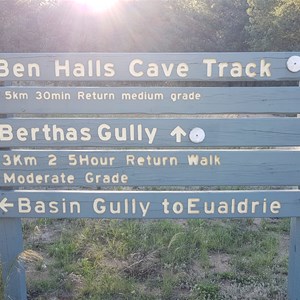 Ben Halls Cave Track
5km 30min Return medium grade
Berthas Gully ↑
3Km 2 5Hour Return Walk
Moderate Grade
← Basin Gully to Eualdrie